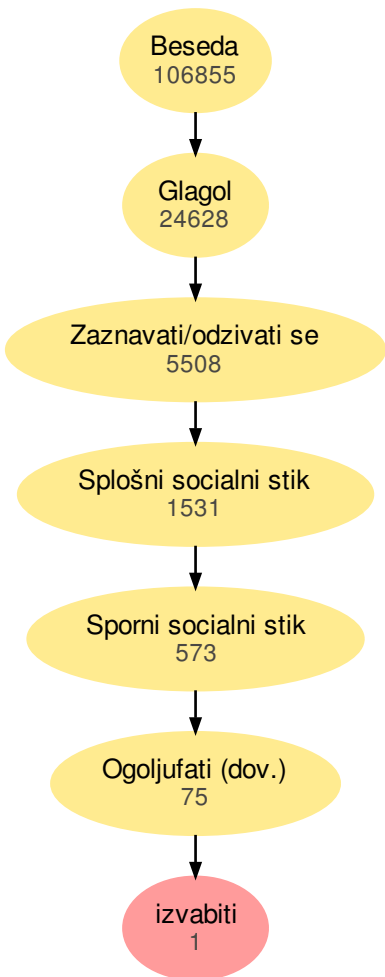 Beseda
106855
Glagol
24628
Zaznavati/odzivati se
5508
Splošni socialni stik
1531
Sporni socialni stik
573
Ogoljufati (dov.)
75
izvabiti
1